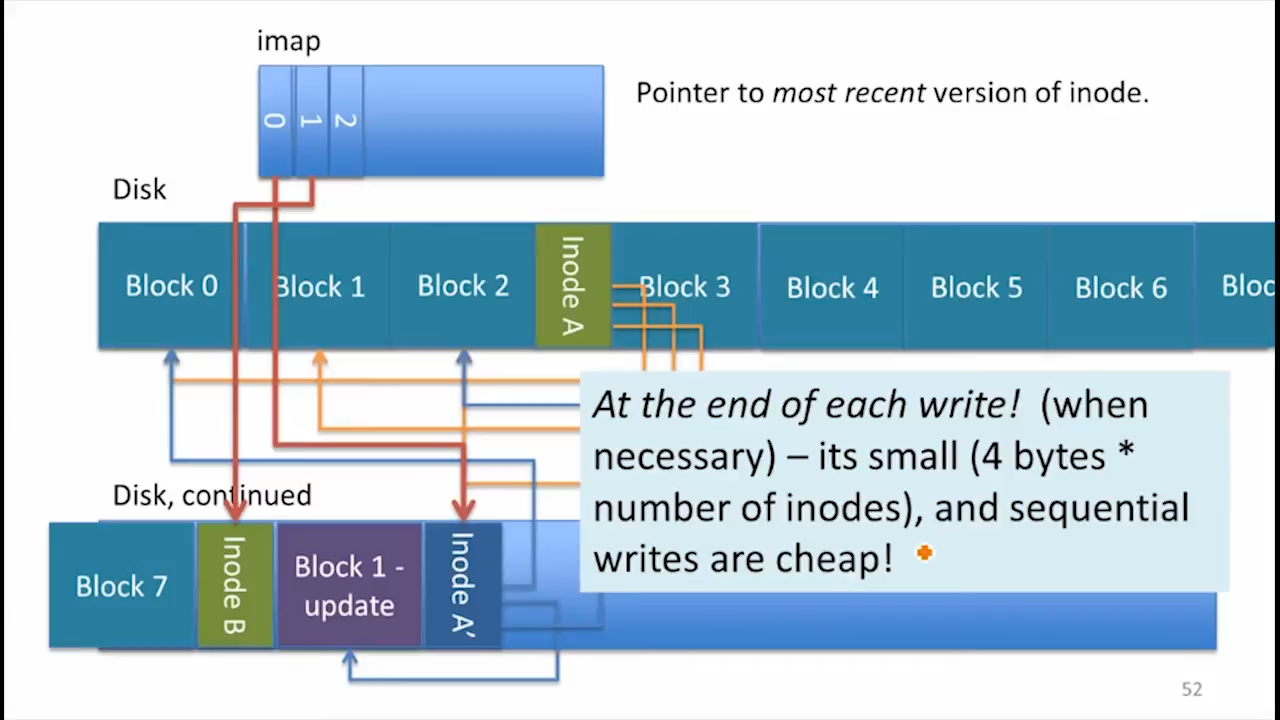 imap
Pointer to most recent version of inode.
0
1
2
Disk
Block 0
Block 1
Block 2
Inode A
Block 3
Block 4
Block 5
Block 6
Bloc
At the end of each write! (when
necessary) – its small (4 bytes *
number of inodes), and sequential
writes are cheap!
Disk, continued
Block 7
Inode B
Block 1 -
update
Inode A’
52